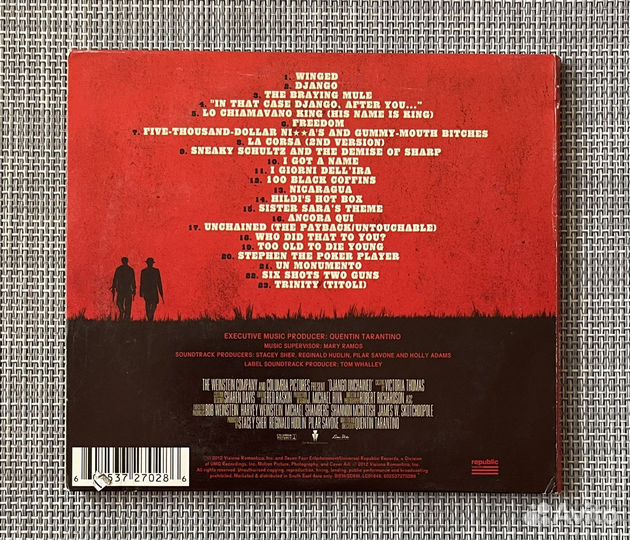 1. WINGED
2. DJANGO
3. THE BRAYING MULE
4. "IN THAT CASE DJANGO, AFTER YOU..."
5. LO CHIAMAVANO KING (HIS NAME IS KING)
6. FREEDOM
7. FIVE-THOUSAND-DOLLAR NI★★A'S AND GUMMY-MOUTH BITCHES
8. LA CORSA (2ND VERSION)
9. SNEAKY SCHULTZ AND THE DEMISE OF SHARP
10. I GOT A NAME
11. I GIORNI DELL'IRA
12. 100 BLACK COFFINS
13. NICARAGUA
14. HILDI'S HOT BOX
15. SISTER SARA'S THEME
16. ANCORA QUI
17. UNCHAINED (THE PAYBACK/UNTOUCHABLE)
18. WHO DID THAT TO YOU?
19. TOO OLD TO DIE YOUNG
20. STEPHEN THE POKER PLAYER
21. UN MONUMENTO
22. SIX SHOTS TWO GUNS
23. TRINITY (TITOLI)
EXECUTIVE MUSIC PRODUCER: QUENTIN TARANTINO
MUSIC SUPERVISOR: MARY RAMOS
SOUNDTRACK PRODUCERS: STACEY SHER, REGINALD HUDLIN, PILAR SAVONE AND HOLLY ADAMS
LABEL SOUNDTRACK PRODUCER: TOM WHALLEY
THE WEINSTEIN COMPANY AND COLUMBIA PICTURES PRESENT "DJANGO UNCHAINED" VICTORIA THOMAS
SHAREN DAVIS FRED RASKIN J. MICHAEL RIVA ROBERT RICHARDSON ASC
BOB WEINSTEIN HARVEY WEINSTEIN MICHAEL SHAMBERG SHANNON MCINTOSH JAMES W. SKOTCHDOPOLE
STACEY SHER REGINALD HUDLIN PILAR SAVONE QUENTIN TARANTINO
republic
6 537 27028 6
Avito